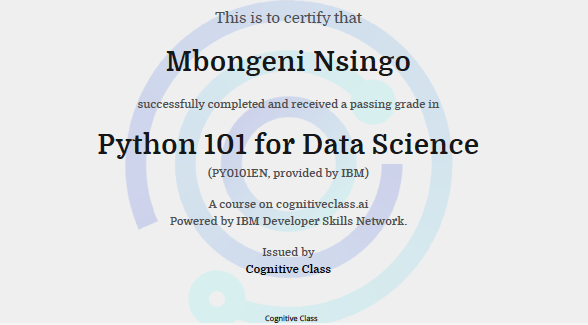 This is to certify that
Mbongeni Nsingo
successfully completed and received a passing grade in
Python 101 for Data Science
(PY0101EN, provided by IBM)
A course on cognitiveclass.ai
Powered by IBM Developer Skills Network.
Issued by
Cognitive Class
Cognitive Class